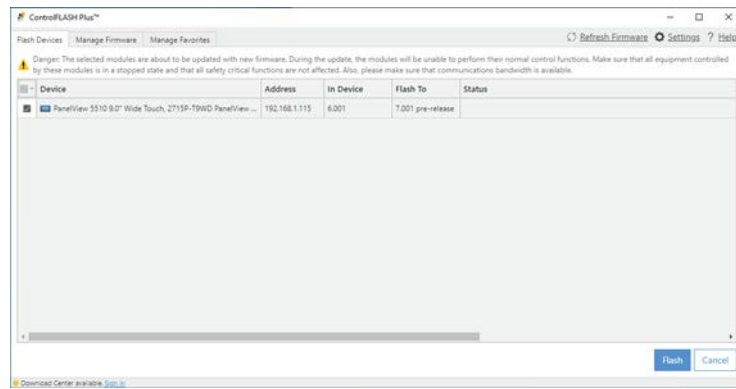 ControlFLASH Plus™
Flash Devices Manage Firmware Manage Favorites Refresh Firmware Settings ? Help
Danger: The selected modules are about to be updated with new firmware. During the update, the modules will be unable to perform their normal control functions. Make sure that all equipment controlled
by these modules is in a stopped state and that all safety critical functions are not affected. Also, please make sure that communications bandwidth is available.
Device Address In Device Flash To Status
PanelView 5510 9.0" Wide Touch, 2715P-T9WD PanelView ... 192.168.1.115 6.001 7.001 pre-release
Flash Cancel
Download Center available. Sign in